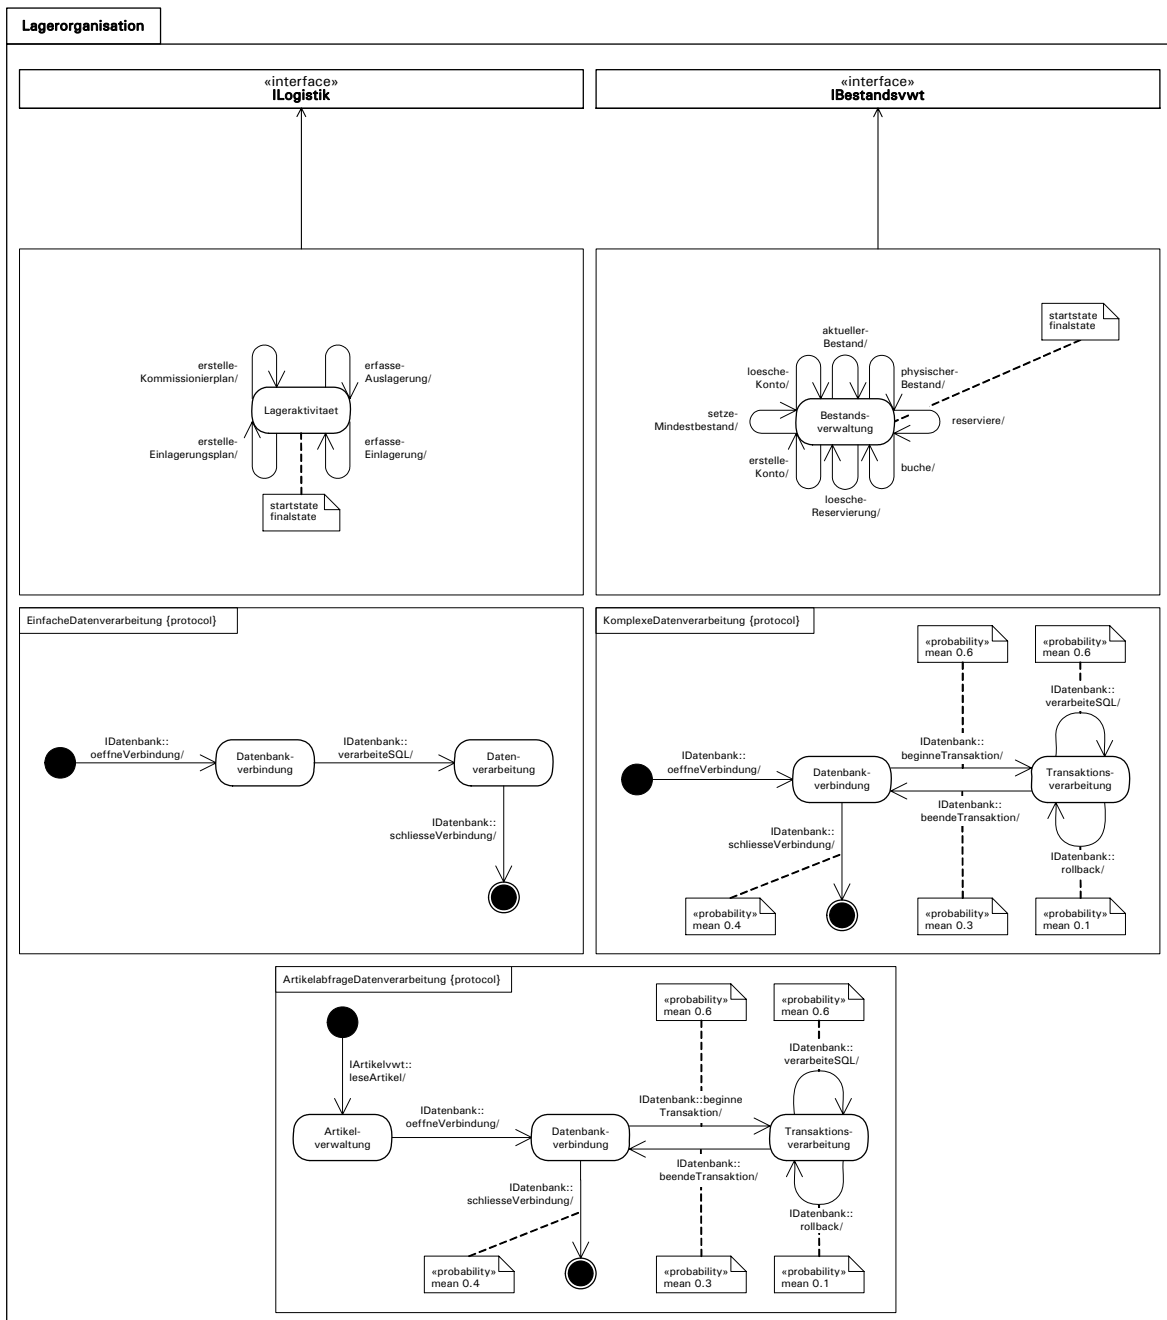 Lagerorganisation
«interface»
ILogistik
«interface»
IBestandsvwt
erstelle-
Kommissionierplan/
erfasse-
Auslagerung/
Lageraktivitaet
erstelle-
Einlagerungsplan/
erfasse-
Einlagerung/
startstate
finalstate
startstate
finalstate
aktueller-
Bestand/
loesche-
Konto/
physischer-
Bestand/
setze-
Mindestbestand/
Bestands-
verwaltung
reserviere/
erstelle-
Konto/
buche/
loesche-
Reservierung/
EinfacheDatenverarbeitung {protocol}
IDatenbank::
oeffneVerbindung/
Datenbank-
verbindung
IDatenbank::
verarbeiteSQL/
Daten-
verarbeitung
IDatenbank::
schliesseVerbindung/
KomplexeDatenverarbeitung {protocol}
«probability»
mean 0.6
«probability»
mean 0.6
IDatenbank::
verarbeiteSQL/
IDatenbank::
oeffneVerbindung/
Datenbank-
verbindung
IDatenbank::
beginneTransaktion/
Transaktions-
verarbeitung
IDatenbank::
beendeTransaktion/
IDatenbank::
schliesseVerbindung/
IDatenbank::
rollback/
«probability»
mean 0.4
«probability»
mean 0.3
«probability»
mean 0.1
ArtikelabfrageDatenverarbeitung {protocol}
«probability»
mean 0.6
«probability»
mean 0.6
IArtikelvwt::
leseArtikel/
IDatenbank::
verarbeiteSQL/
Artikel-
verwaltung
IDatenbank::
oeffneVerbindung/
Datenbank-
verbindung
IDatenbank::beginne
Transaktion/
Transaktions-
verarbeitung
IDatenbank::
beendeTransaktion/
IDatenbank::
schliesseVerbindung/
IDatenbank::
rollback/
«probability»
mean 0.4
«probability»
mean 0.3
«probability»
mean 0.1